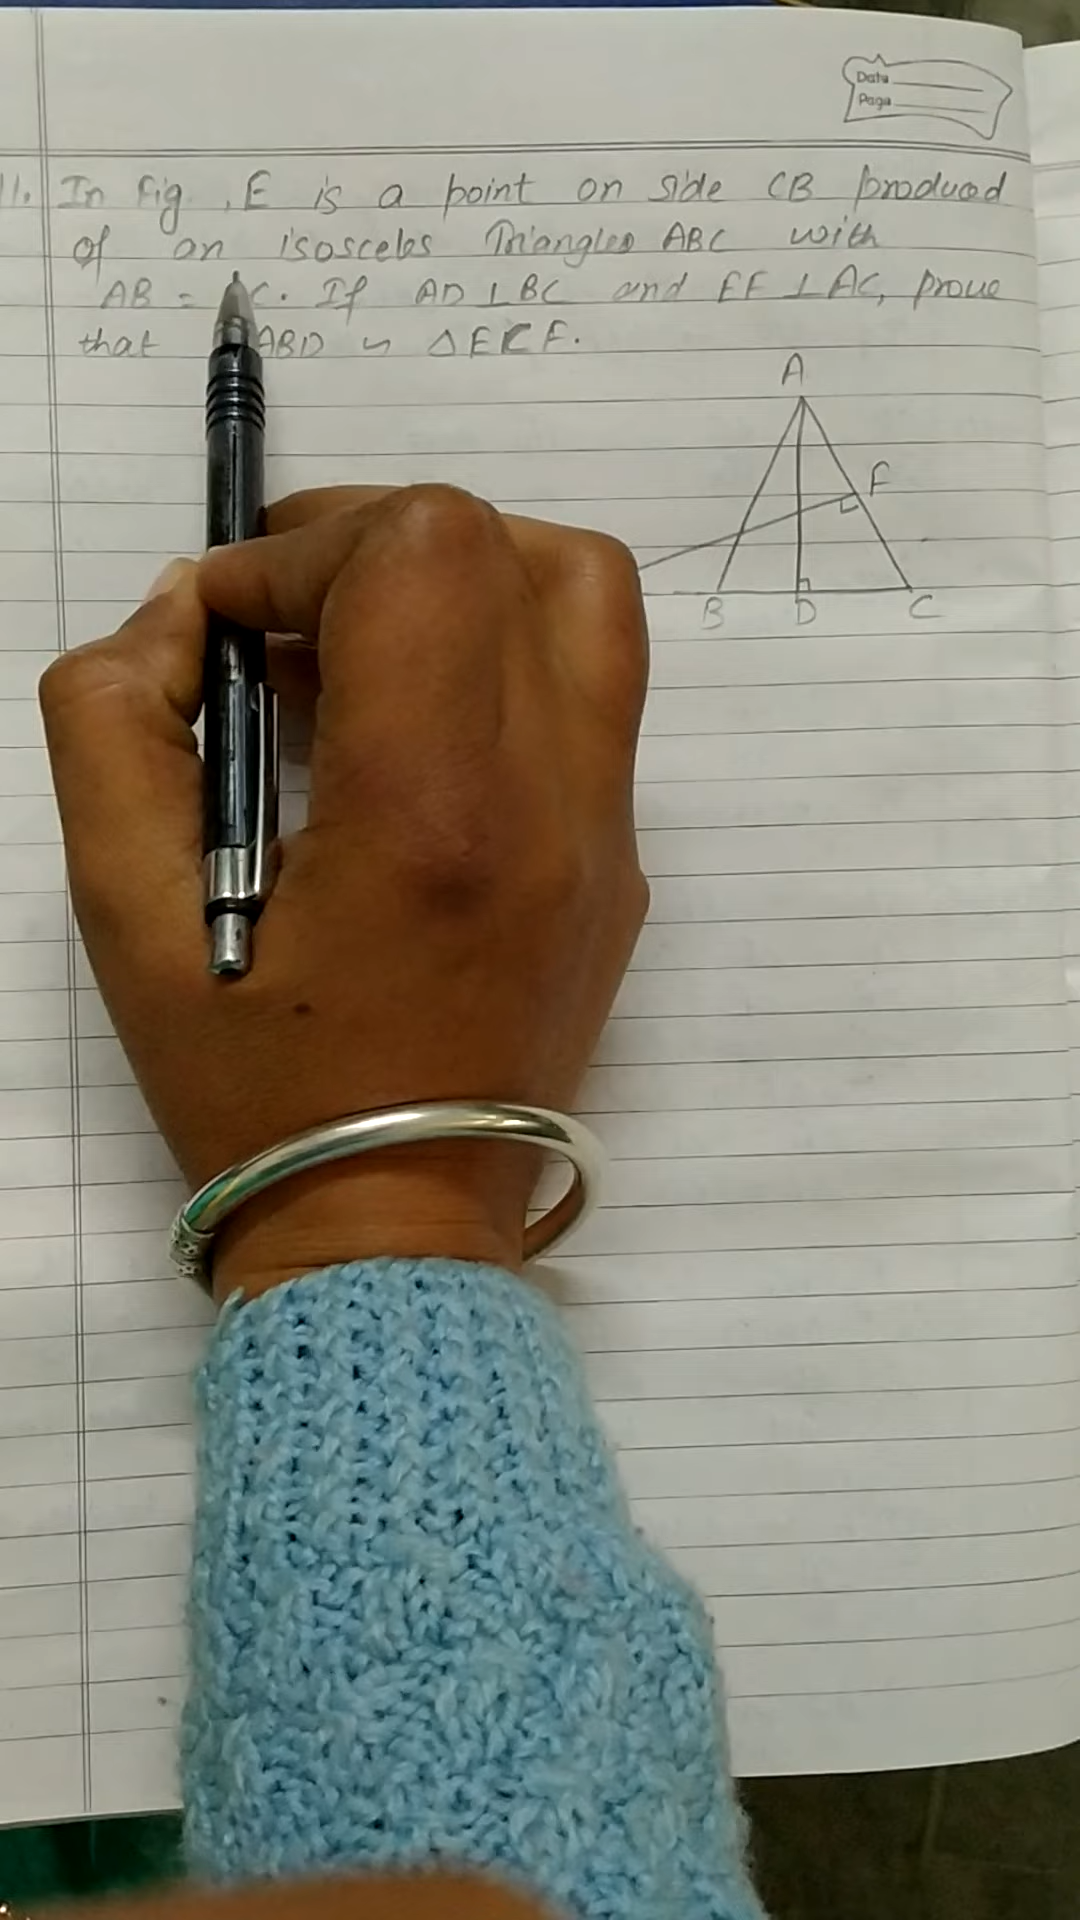 Date
Page
11. In Fig, E is a point on side CB produced
of an isosceles Triangles ABC with
AB = C. If AD ⊥ BC and EF ⊥ AC, prove
that ABD ∽ ΔECF.
A
F
B D C